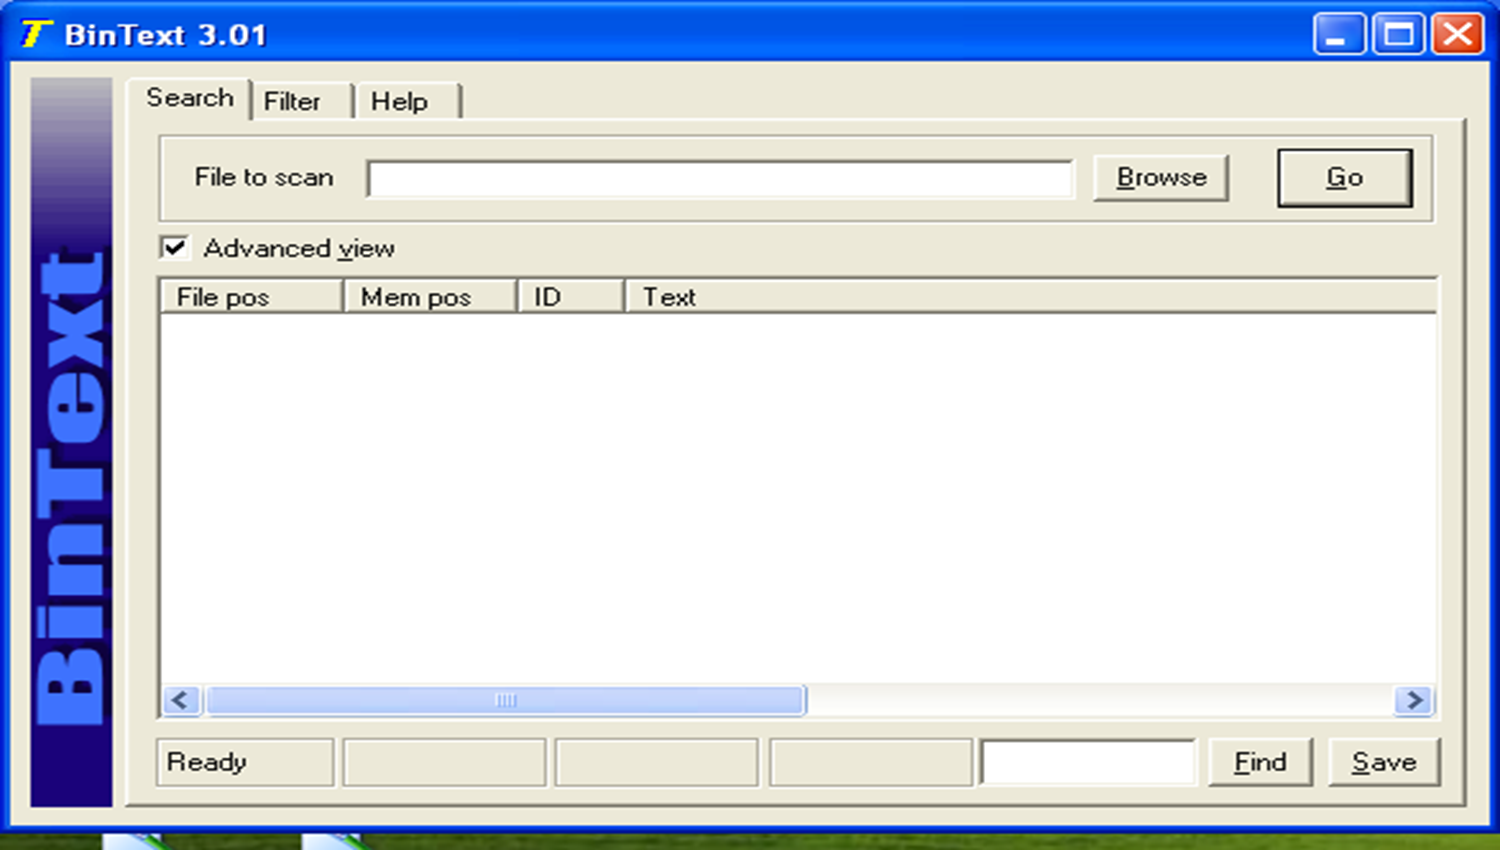 BinText 3.01
Search Filter Help
File to scan Browse Go
Advanced view
File pos Mem pos ID Text
BinText
Ready Find Save